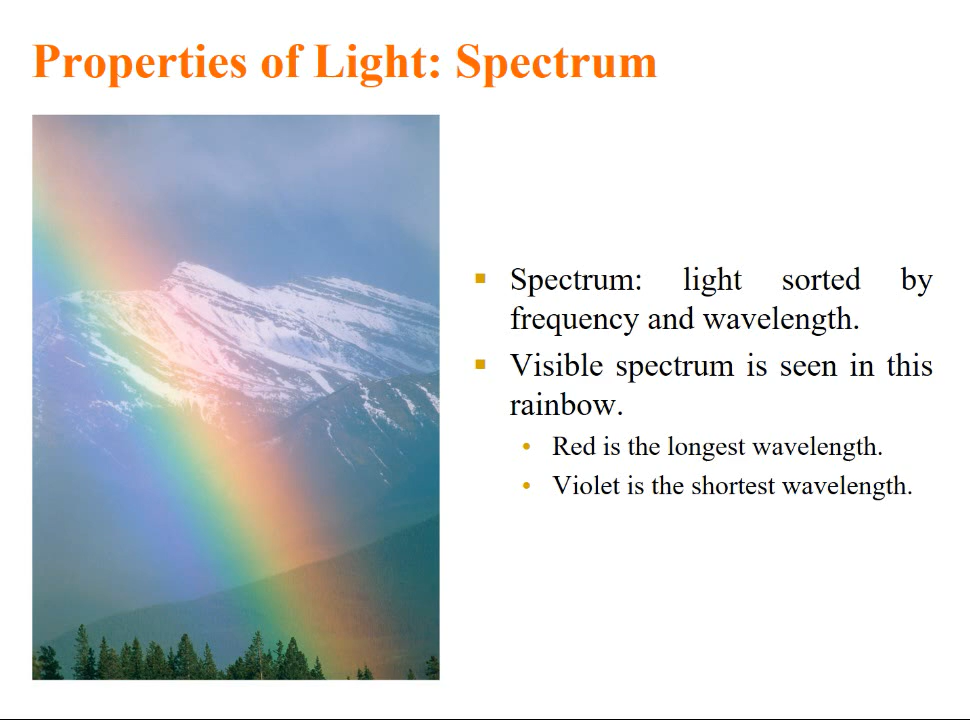 Properties of Light: Spectrum
▪ Spectrum: light sorted by
frequency and wavelength.
▪ Visible spectrum is seen in this
rainbow.
• Red is the longest wavelength.
• Violet is the shortest wavelength.